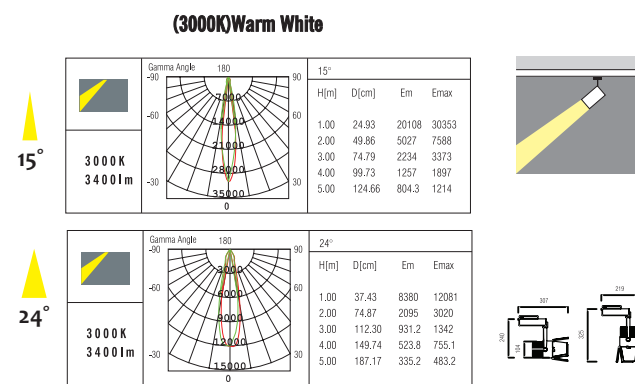 (3000K)Warm White
15°
3000K
3400lm
Gamma Angle 180
-90 90
-60 60
-30 30
0
7000
14000
21000
28000
35000
15°
H[m] D[cm] Em Emax
1.00 24.93 20108 30353
2.00 49.86 5027 7588
3.00 74.79 2234 3373
4.00 99.73 1257 1897
5.00 124.66 804.3 1214
24°
3000K
3400lm
Gamma Angle 180
-90 90
-60 60
-30 30
0
3000
6000
9000
12000
15000
24°
H[m] D[cm] Em Emax
1.00 37.43 8380 12081
2.00 74.87 2095 3020
3.00 112.30 931.2 1342
4.00 149.74 523.8 755.1
5.00 187.17 335.2 483.2
307
240
194
219
325